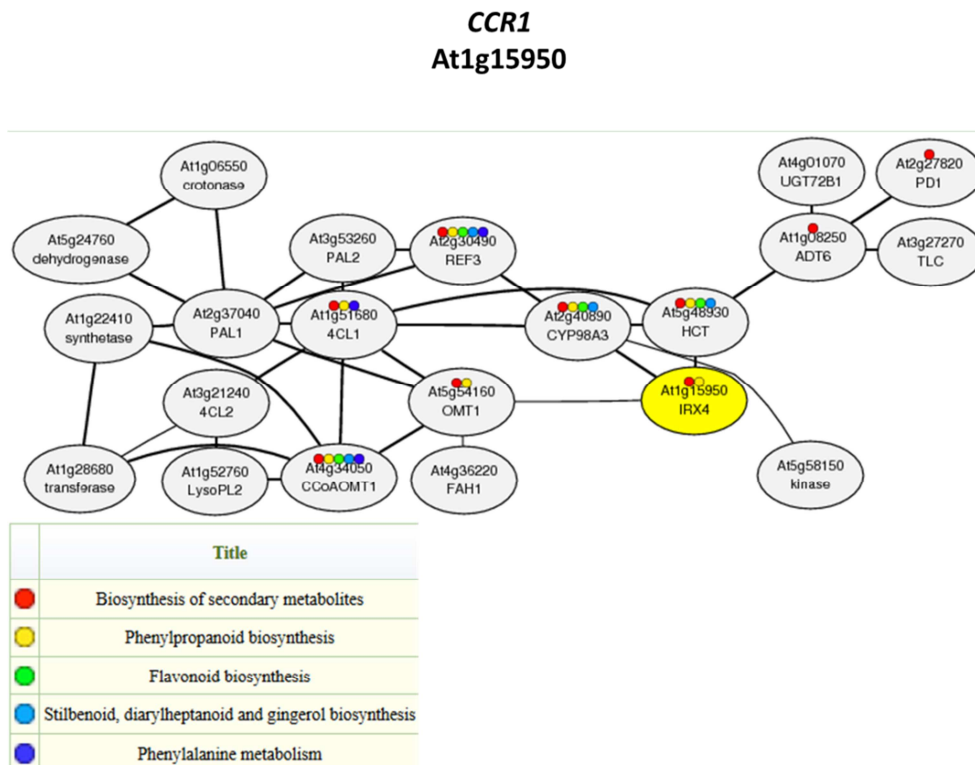 CCR1
At1g15950
At1g06550
crotonase
At4g01070
UGT72B1
At2g27820
PD1
At5g24760
dehydrogenase
At3g53260
PAL2
At2g30490
REF3
At1g08250
ADT6
At3g27270
TLC
At1g22410
synthetase
At2g37040
PAL1
At1g51680
4CL1
At2g40890
CYP98A3
At5g48930
HCT
At3g21240
4CL2
At5g54160
OMT1
At1g15950
IRX4
At1g28680
transferase
At1g52760
LysoPL2
At4g34050
CCoAOMT1
At4g36220
FAH1
At5g58150
kinase
Title
Biosynthesis of secondary metabolites
Phenylpropanoid biosynthesis
Flavonoid biosynthesis
Stilbenoid, diarylheptanoid and gingerol biosynthesis
Phenylalanine metabolism